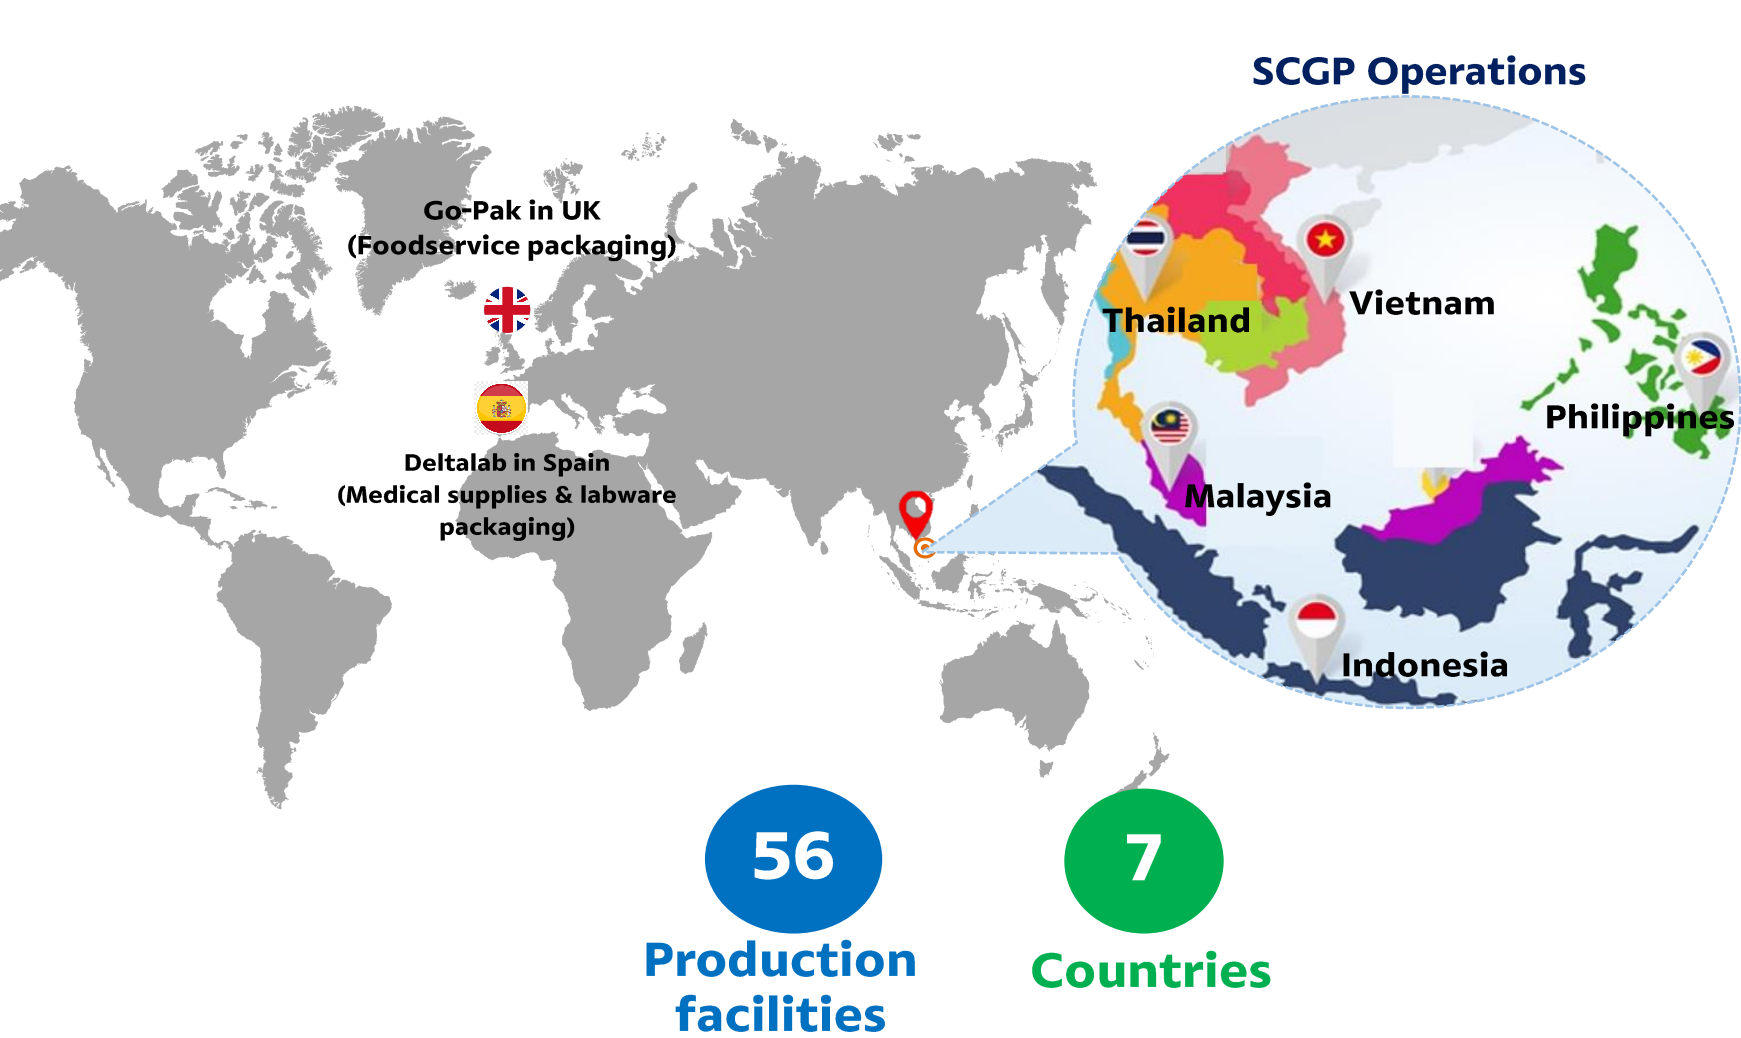 SCGP Operations
Go-Pak in UK
(Foodservice packaging)
Thailand
Vietnam
Philippines
Malaysia
Indonesia
Deltalab in Spain
(Medical supplies & labware
packaging)
56
Production
facilities
7
Countries